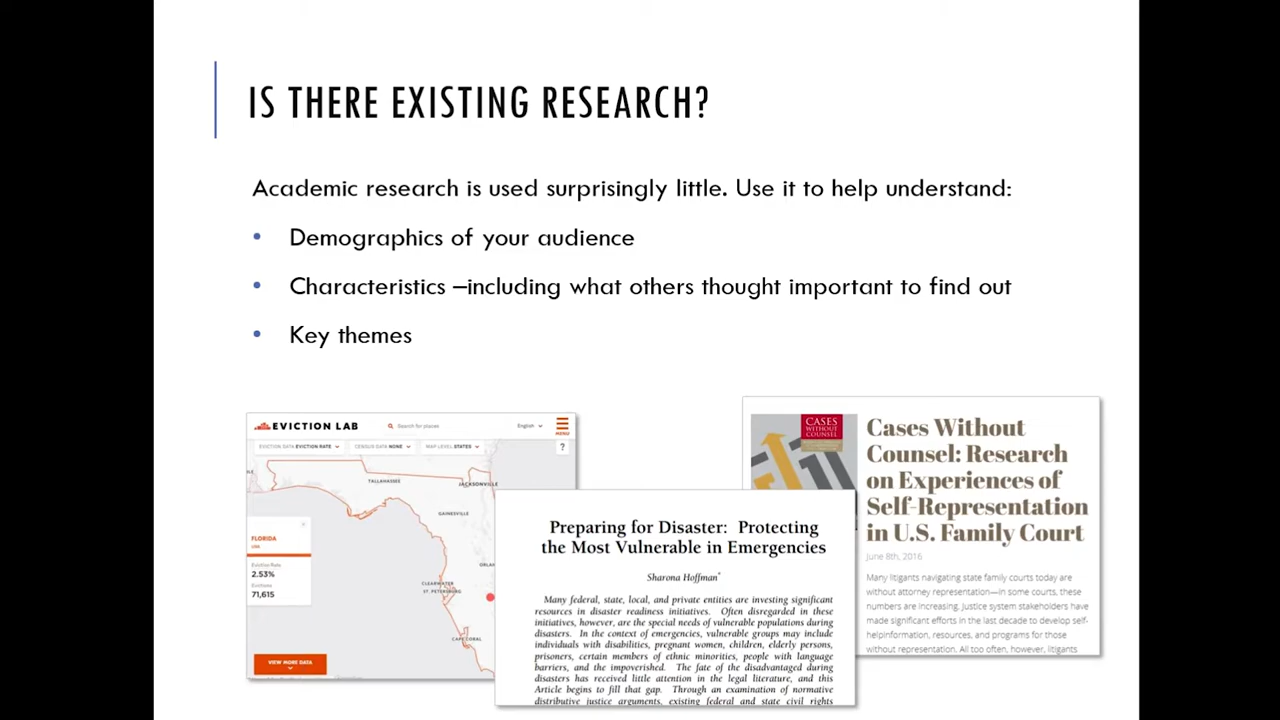 IS THERE EXISTING RESEARCH?
Academic research is used surprisingly little. Use it to help understand:
• Demographics of your audience
• Characteristics –including what others thought important to find out
• Key themes
EVICTION LAB
Search for places
English
MENU
EVICTION DATA EVICTION RATE
CENSUS DATA NONE
MAP LEVEL STATES
?
TALLAHASSEE
JACKSONVILLE
GAINSVILLE
FLORIDA
Eviction Rate
2.53%
Evictions
71,615
CLEARWATER
ST. PETERSBURG
CAPE CORAL
VIEW MORE DATA
Preparing for Disaster: Protecting
the Most Vulnerable in Emergencies
Sharona Hoffman*
Many federal, state, local, and private entities are investing significant
resources in disaster readiness initiatives. Often disregarded in these
initiatives, however, are the special needs of vulnerable populations during
disasters. In the context of emergencies, vulnerable groups may include
individuals with disabilities, pregnant women, children, elderly persons,
prisoners, certain members of ethnic minorities, people with language
barriers, and the impoverished. The fate of the disadvantaged during
disasters has received little attention in the legal literature, and this
Article begins to fill that gap. Through an examination of normative
distributive justice arguments, existing federal and state civil rights
CASES
WITHOUT
COUNSEL
Cases Without
Counsel: Research
on Experiences of
Self-Representation
in U.S. Family Court
June 8th, 2016
Many litigants navigating state family courts today are
without attorney representation—in some courts, these
numbers are increasing. Justice system stakeholders have
made significant efforts in the last decade to develop self-
helpinformation, resources, and programs for those
without representation. All too often, however, litigants